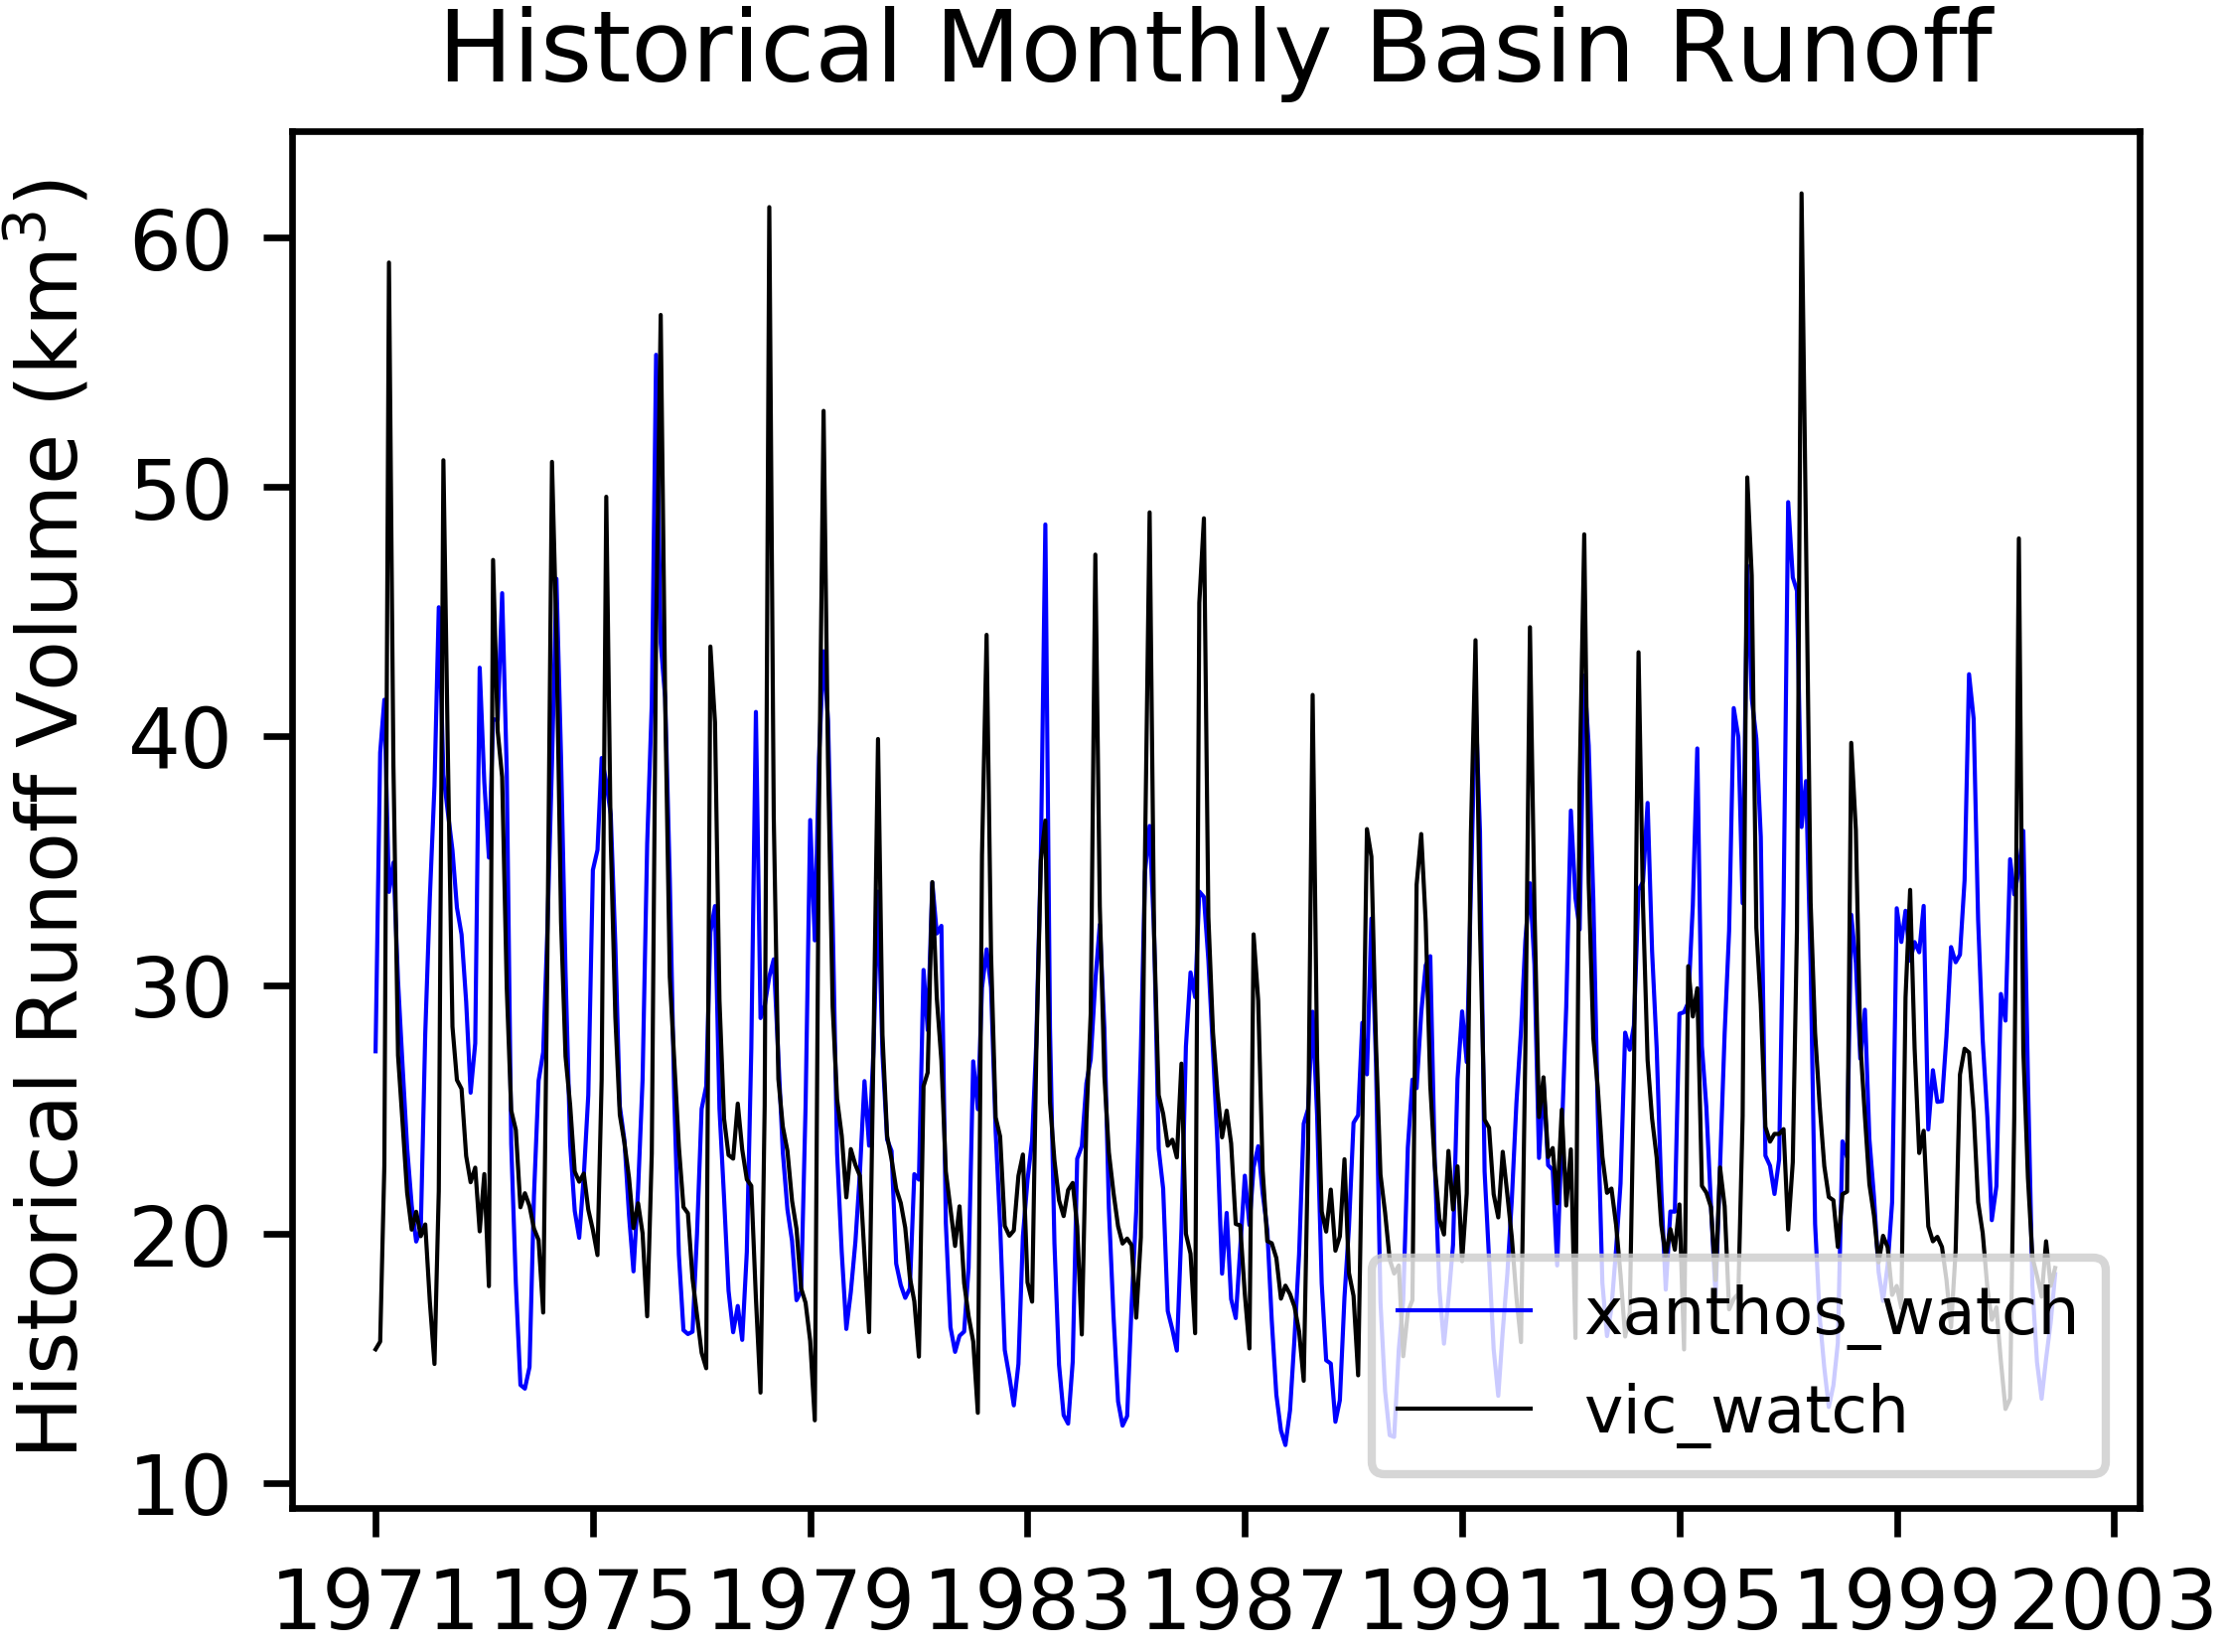 Historical Monthly Basin Runoff
Historical Runoff Volume (km³)
60
50
40
30
20
10
xanthos_watch
vic_watch
1971 1975 1979 1983 1987 1991 1995 1999 2003